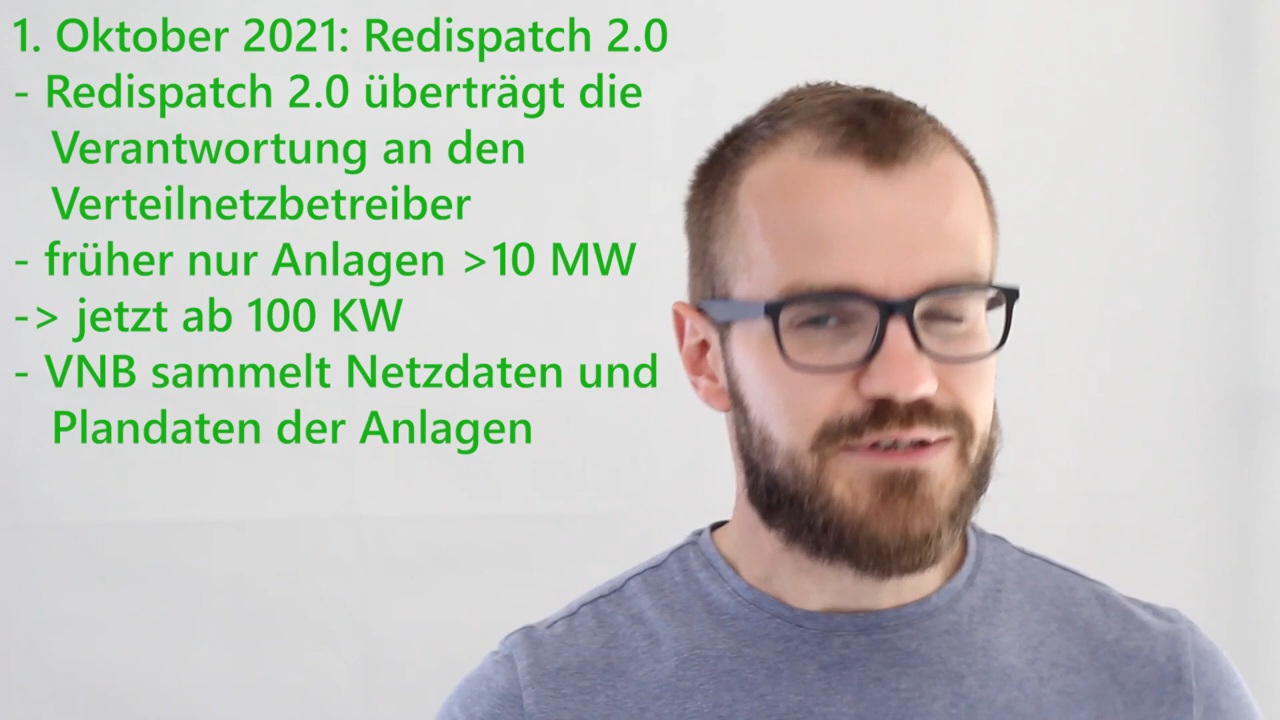 1. Oktober 2021: Redispatch 2.0
- Redispatch 2.0 überträgt die
Verantwortung an den
Verteilnetzbetreiber
- früher nur Anlagen >10 MW
-> jetzt ab 100 KW
- VNB sammelt Netzdaten und
Plandaten der Anlagen